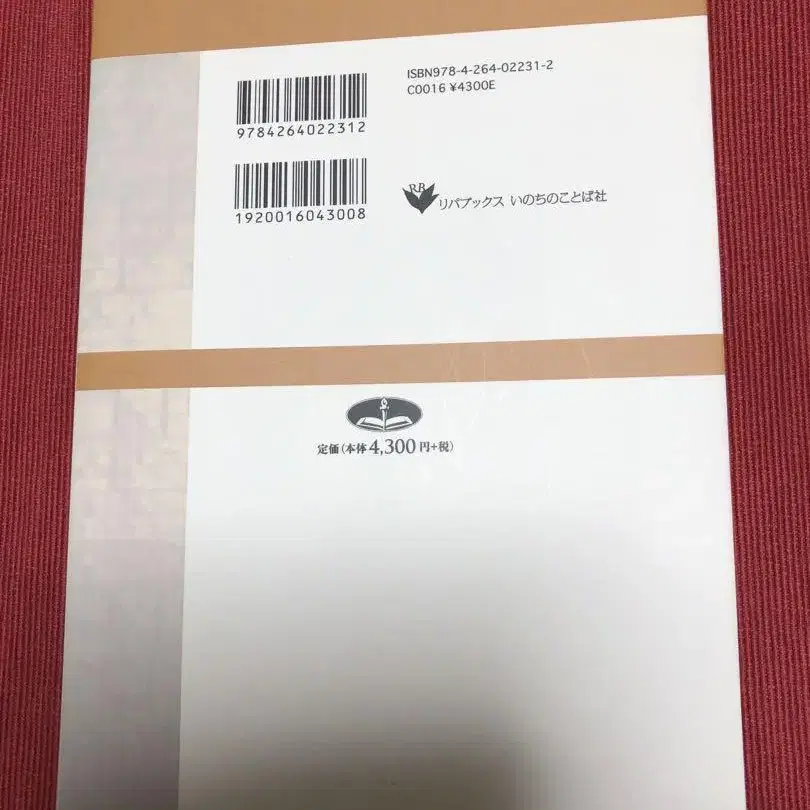 ISBN978-4-264-02231-2
C0016 ¥4300E
9784264022312
1920016043008
RB
リバブックス いのちのことば社
定価(本体4,300円+税)